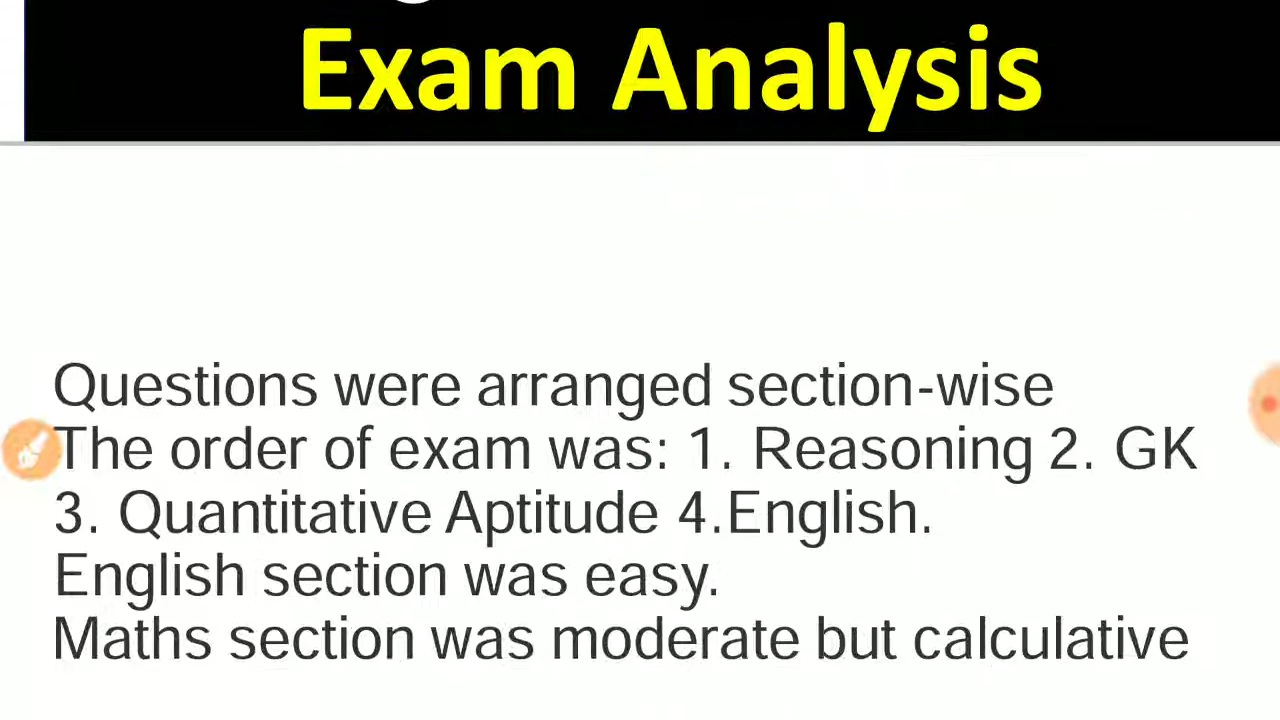 Exam Analysis
Questions were arranged section-wise
The order of exam was: 1. Reasoning 2. GK
3. Quantitative Aptitude 4.English.
English section was easy.
Maths section was moderate but calculative